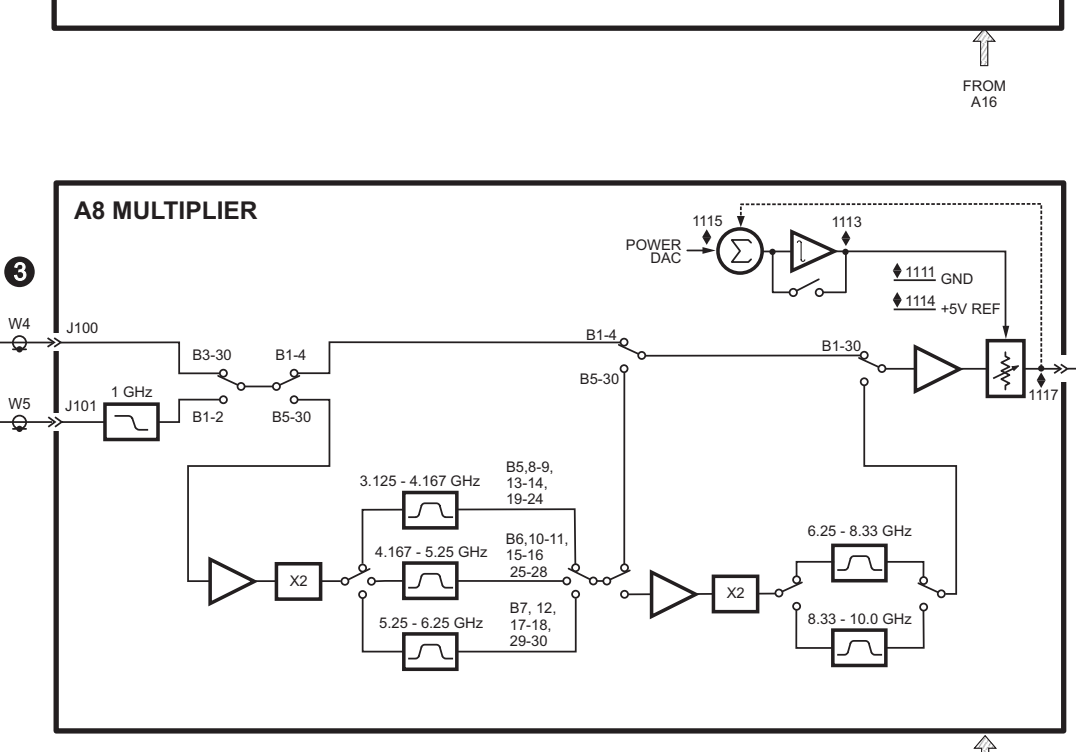 FROM
A16
A8 MULTIPLIER
3
1115
1113
POWER
DAC
Σ
1111 GND
1114 +5V REF
W4
J100
B3-30
B1-4
B1-4
B1-30
B5-30
1 GHz
W5
J101
B1-2
B5-30
1117
3.125 - 4.167 GHz
B5,8-9,
13-14,
19-24
4.167 - 5.25 GHz
B6,10-11,
15-16
25-28
6.25 - 8.33 GHz
X2
X2
5.25 - 6.25 GHz
B7, 12,
17-18,
29-30
8.33 - 10.0 GHz